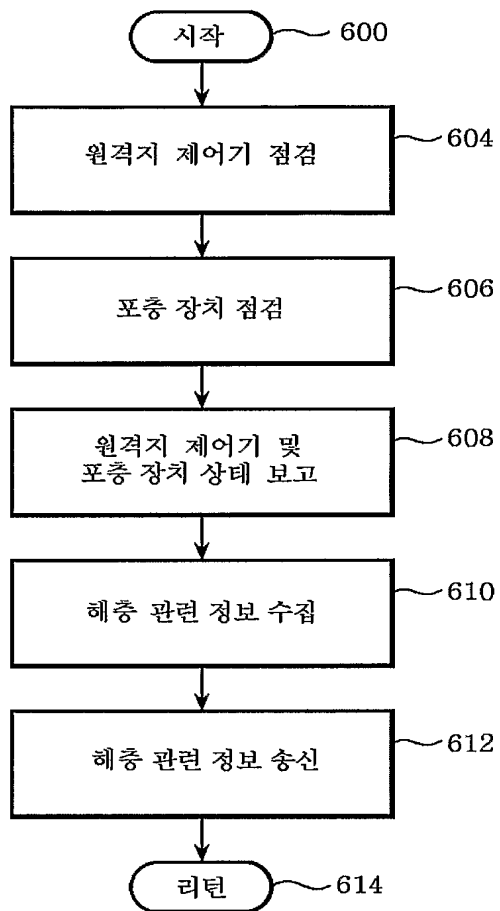 시작
600
원격지 제어기 점검
604
포충 장치 점검
606
원격지 제어기 및
포충 장치 상태 보고
608
해충 관련 정보 수집
610
해충 관련 정보 송신
612
리턴
614